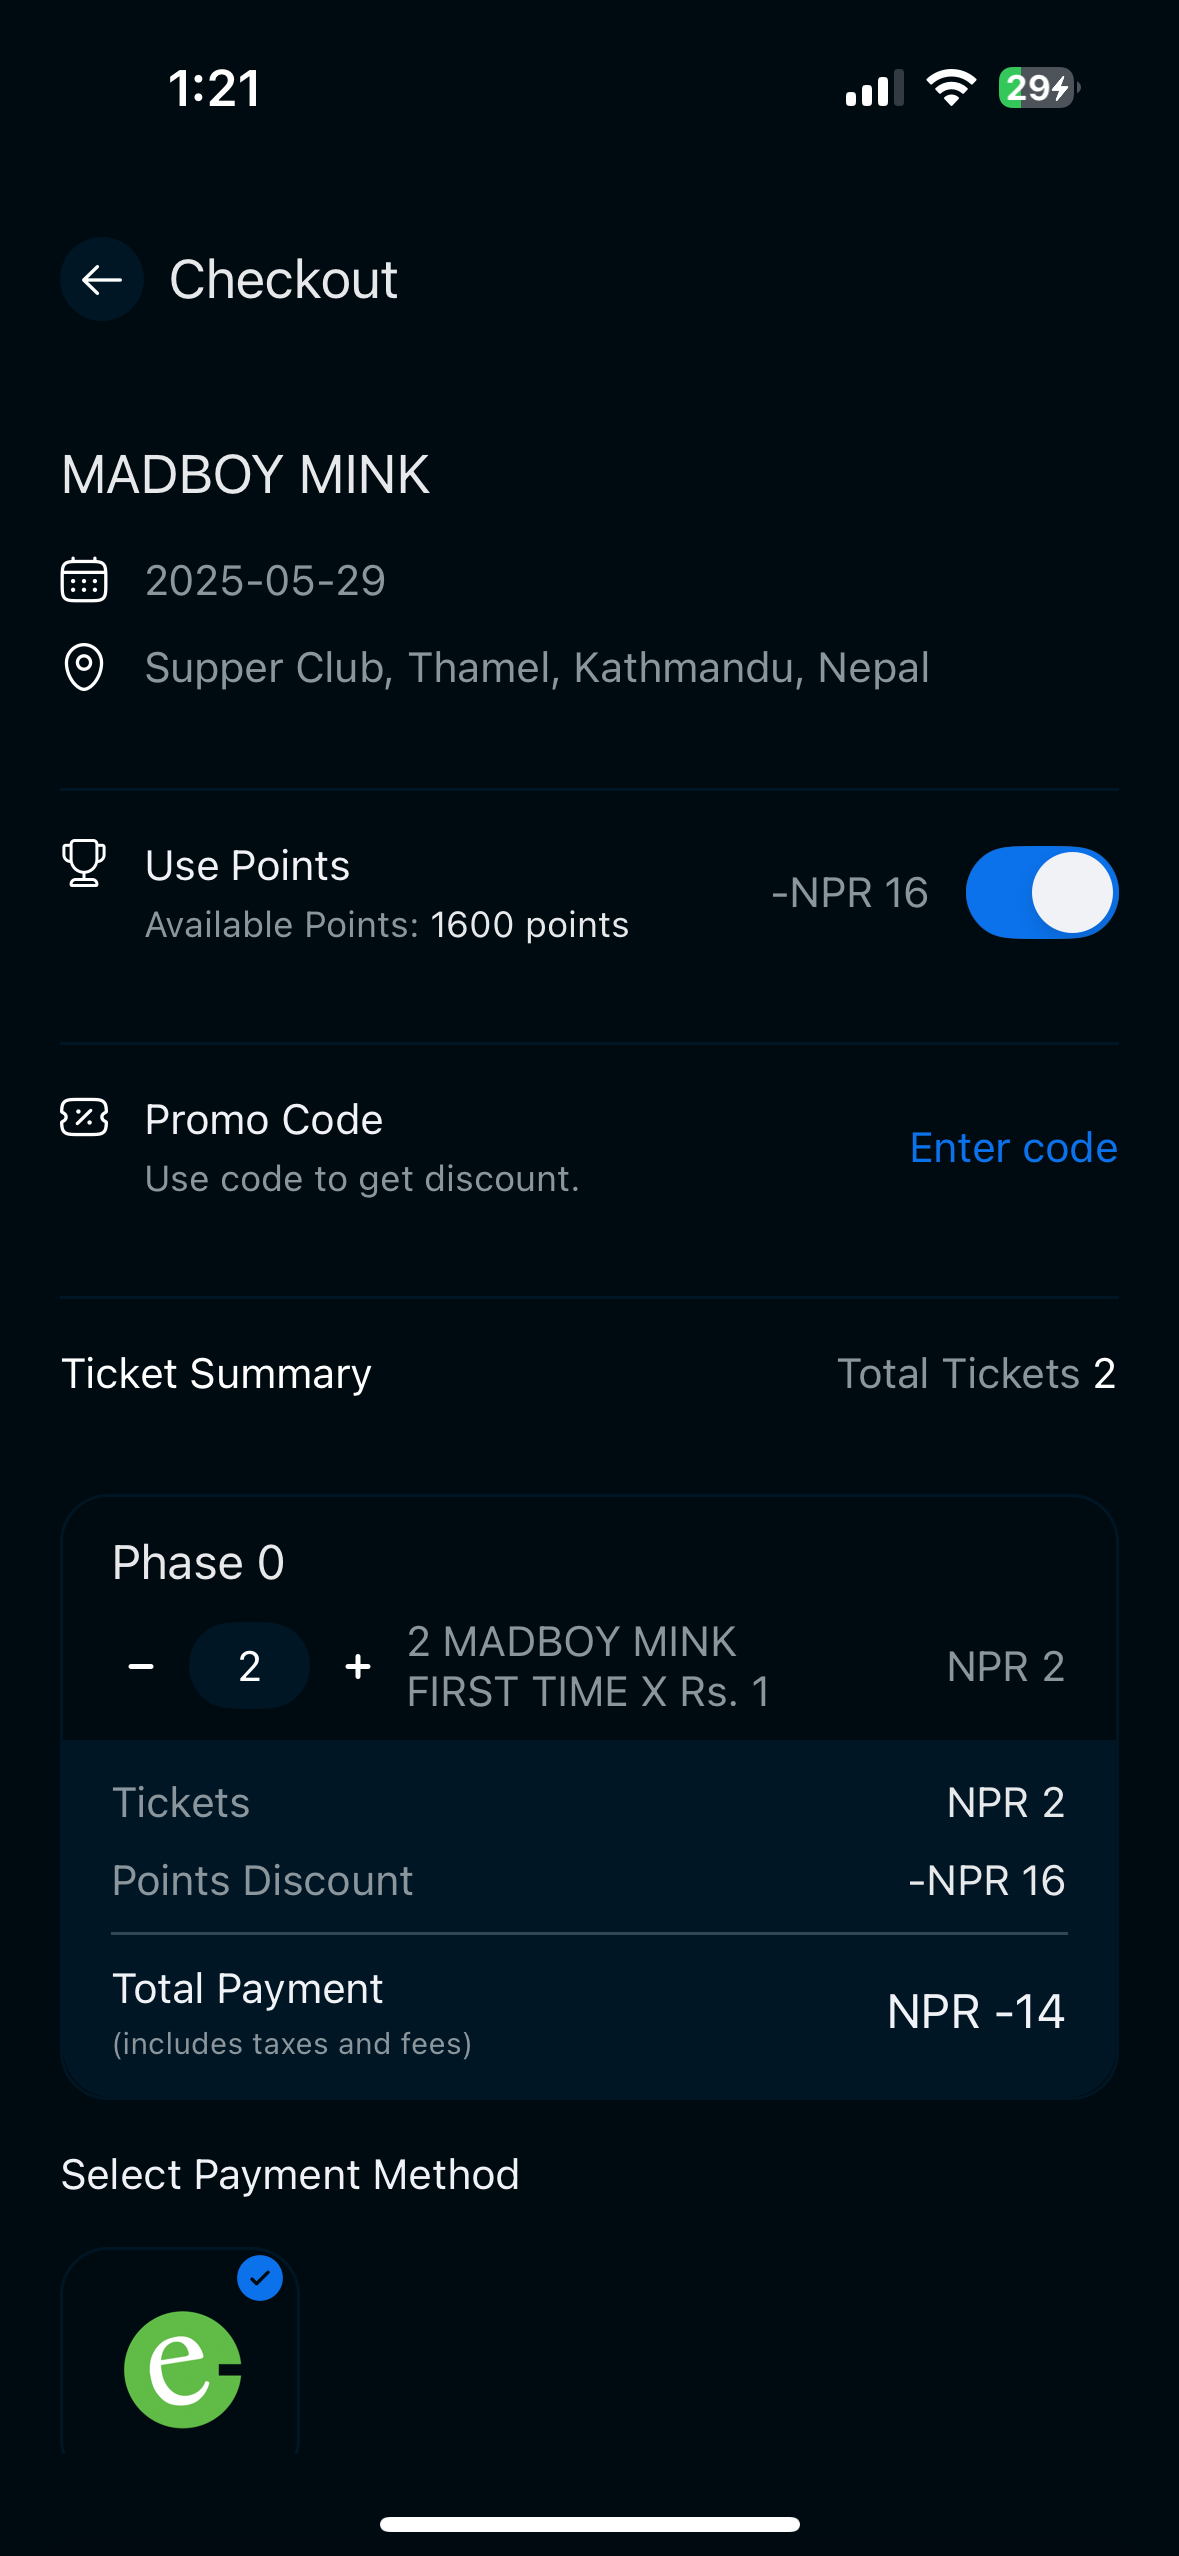 1:21
29
Checkout
MADBOY MINK
2025-05-29
Supper Club, Thamel, Kathmandu, Nepal
Use Points
Available Points: 1600 points
-NPR 16
Promo Code
Use code to get discount.
Enter code
Ticket Summary
Total Tickets 2
Phase 0
2
2 MADBOY MINK
FIRST TIME X Rs. 1
NPR 2
Tickets
NPR 2
Points Discount
-NPR 16
Total Payment
(includes taxes and fees)
NPR -14
Select Payment Method
e